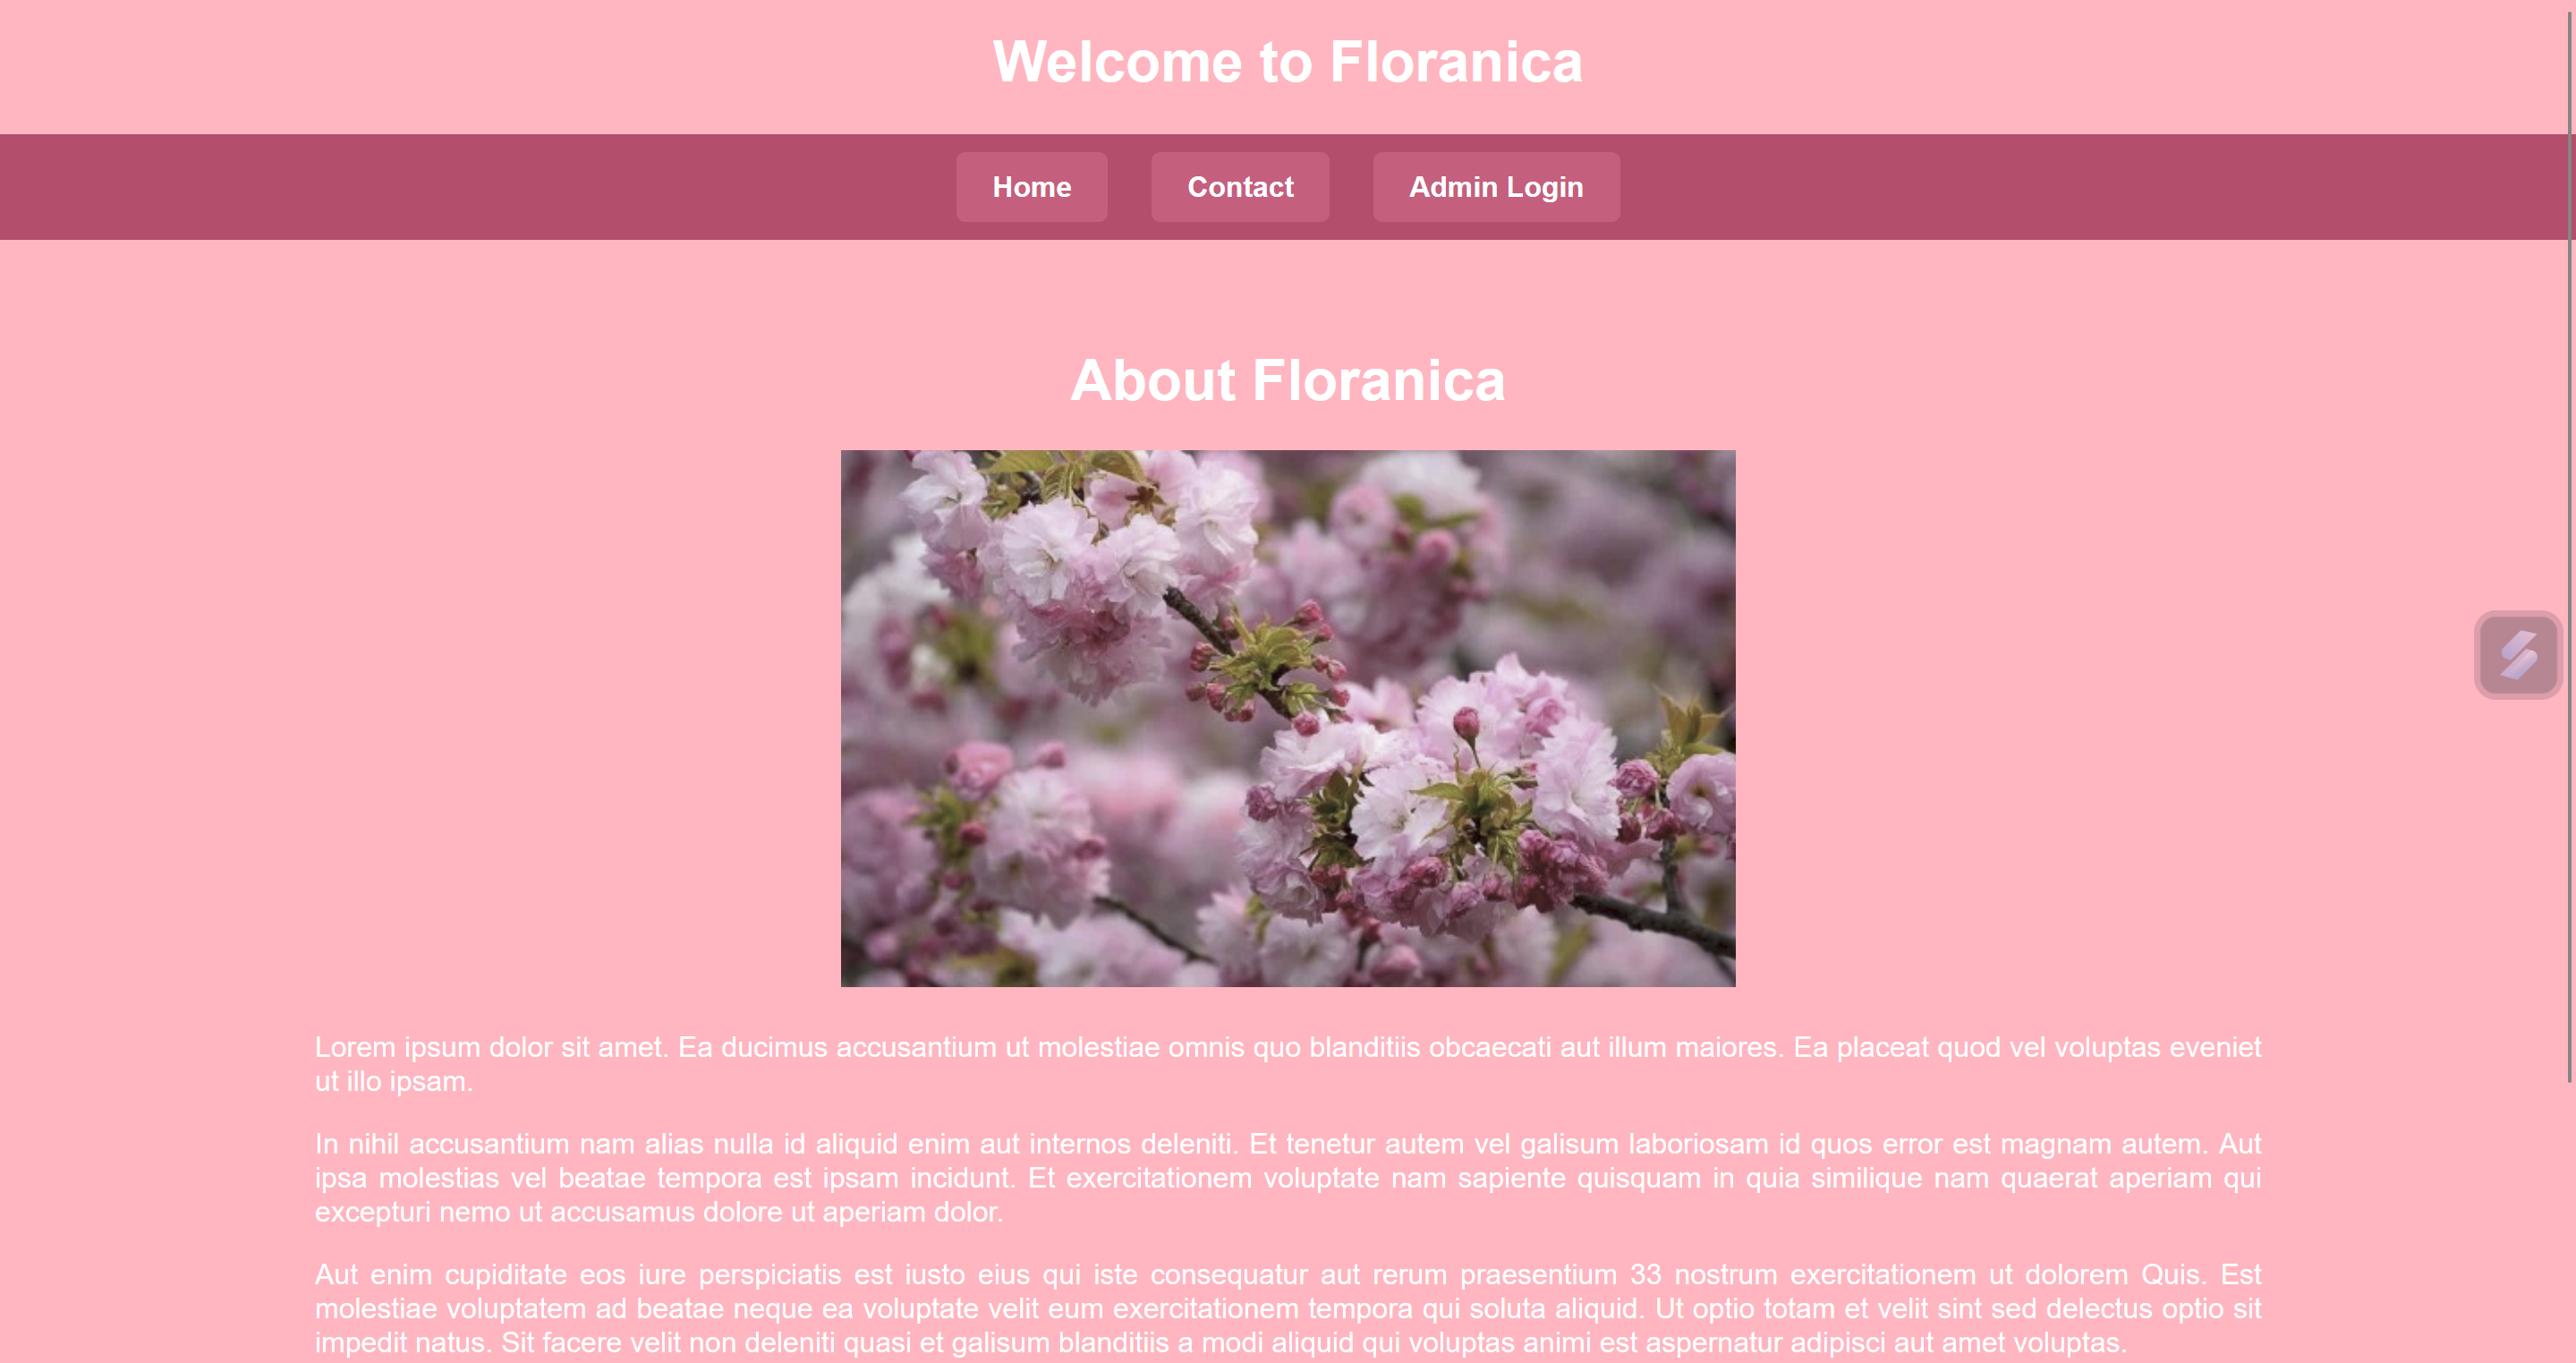 Welcome to Floranica
Home
Contact
Admin Login
About Floranica
Lorem ipsum dolor sit amet. Ea ducimus accusantium ut molestiae omnis quo blanditiis obcaecati aut illum maiores. Ea placeat quod vel voluptas eveniet
ut illo ipsam.
In nihil accusantium nam alias nulla id aliquid enim aut internos deleniti. Et tenetur autem vel galisum laboriosam id quos error est magnam autem. Aut
ipsa molestias vel beatae tempora est ipsam incidunt. Et exercitationem voluptate nam sapiente quisquam in quia similique nam quaerat aperiam qui
excepturi nemo ut accusamus dolore ut aperiam dolor.
Aut enim cupiditate eos iure perspiciatis est iusto eius qui iste consequatur aut rerum praesentium 33 nostrum exercitationem ut dolorem Quis. Est
molestiae voluptatem ad beatae neque ea voluptate velit eum exercitationem tempora qui soluta aliquid. Ut optio totam et velit sint sed delectus optio sit
impedit natus. Sit facere velit non deleniti quasi et galisum blanditiis a modi aliquid qui voluptas animi est aspernatur adipisci aut amet voluptas.